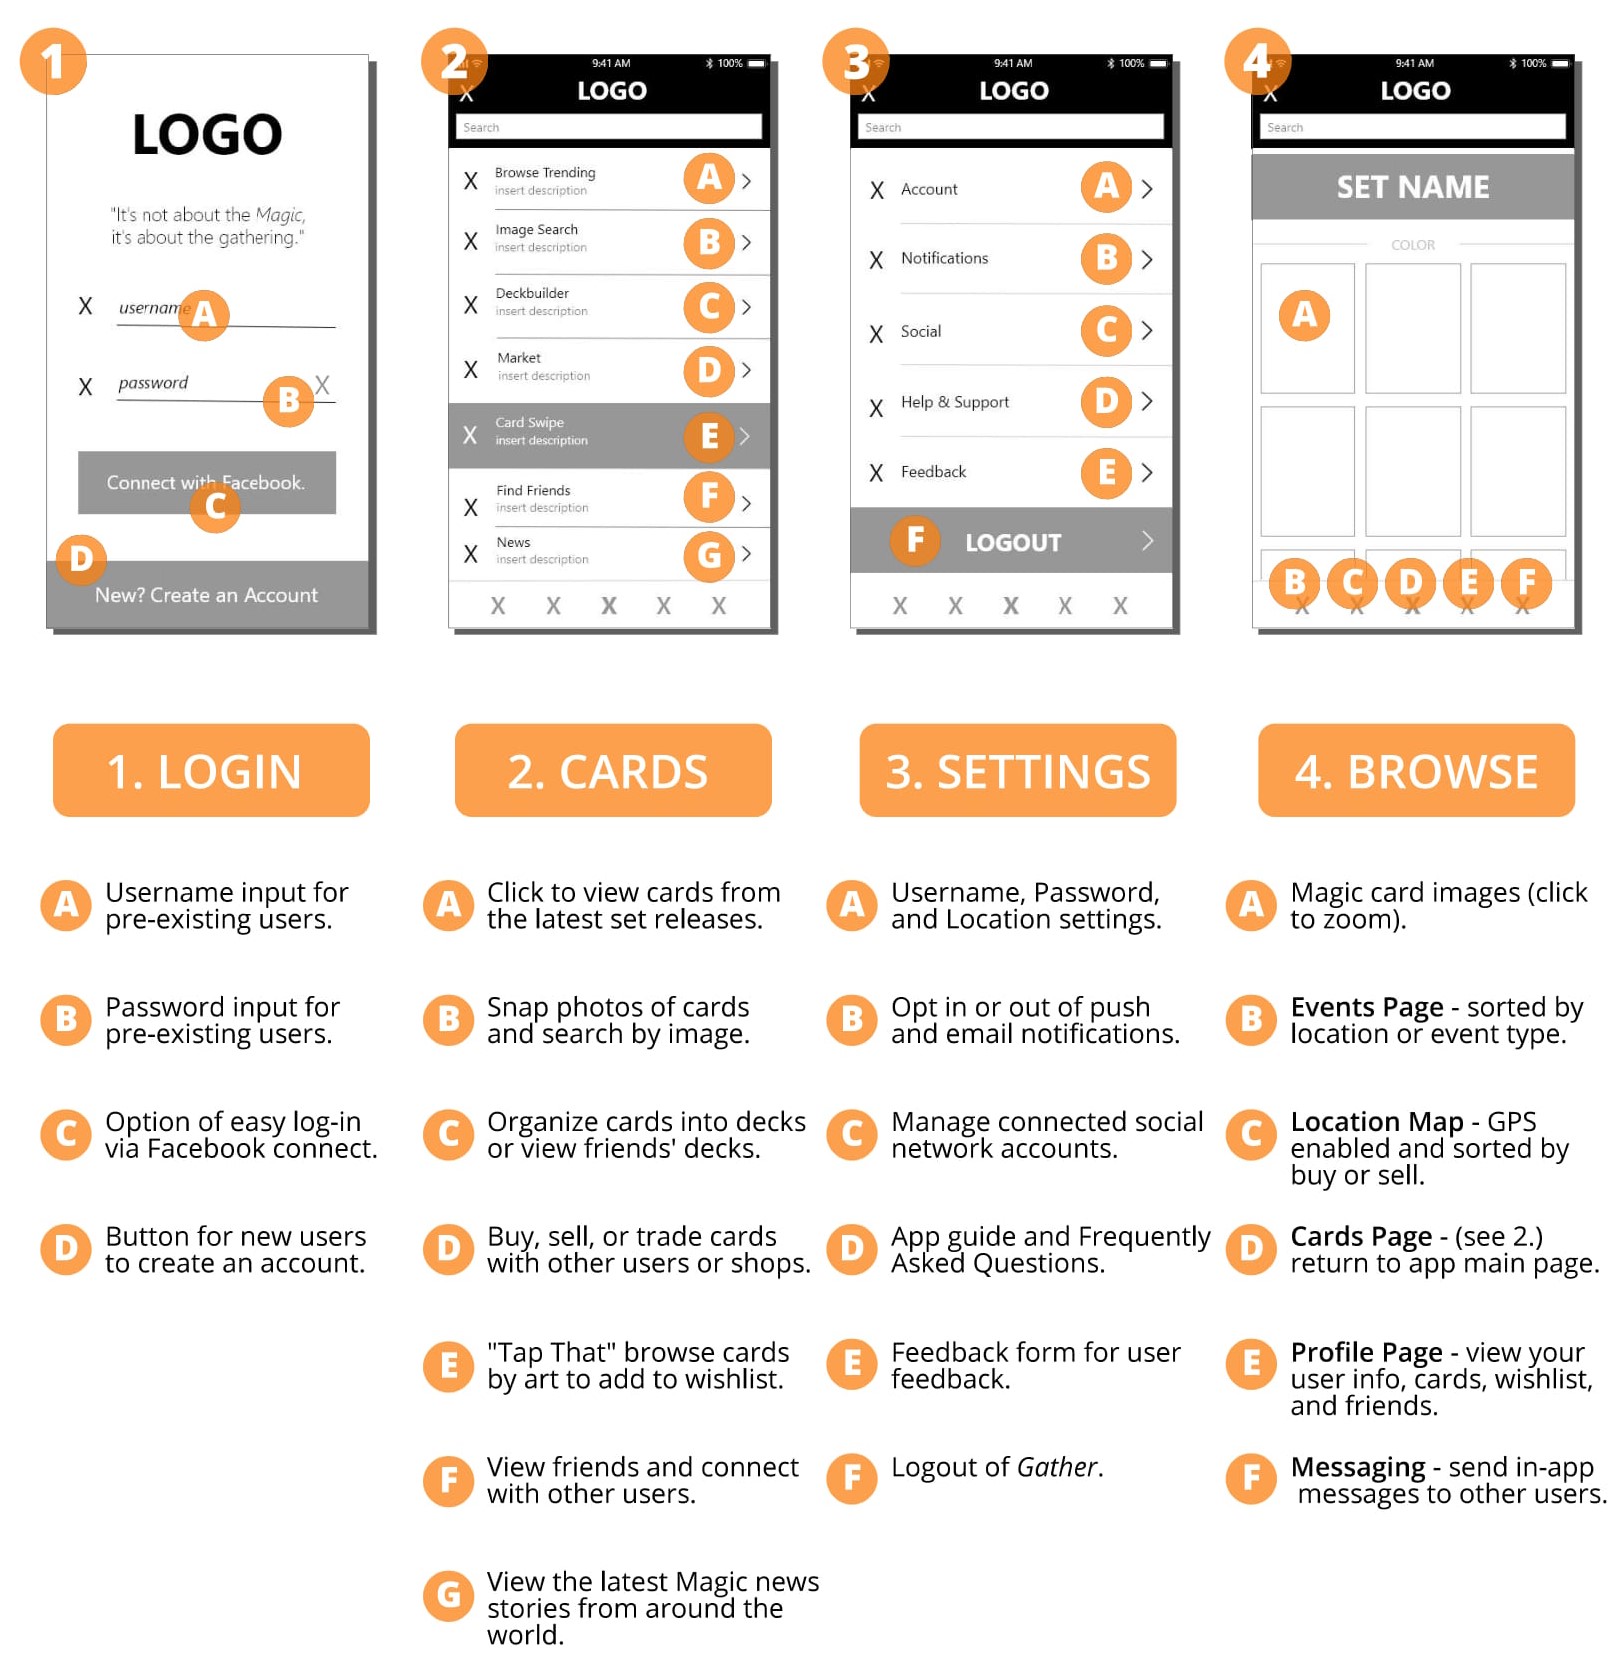 1
LOGO
"It's not about the Magic,
it's about the gathering."
X username A
X password B X
Connect with Facebook.
C
D
New? Create an Account
2
9:41 AM 100%
X LOGO
Search
X Browse Trending A >
insert description
X Image Search B >
insert description
X Deckbuilder C >
insert description
X Market D >
insert description
X Card Swipe E >
insert description
X Find Friends F >
insert description
X News G >
insert description
X X X X X
3
9:41 AM 100%
X LOGO
Search
X Account A >
X Notifications B >
X Social C >
X Help & Support D >
X Feedback E >
F LOGOUT >
X X X X X
4
9:41 AM 100%
X LOGO
Search
SET NAME
COLOR
A
B C D E F
X X X X X
1. LOGIN
A Username input for
pre-existing users.
B Password input for
pre-existing users.
C Option of easy log-in
via Facebook connect.
D Button for new users
to create an account.
2. CARDS
A Click to view cards from
the latest set releases.
B Snap photos of cards
and search by image.
C Organize cards into decks
or view friends' decks.
D Buy, sell, or trade cards
with other users or shops.
E "Tap That" browse cards
by art to add to wishlist.
F View friends and connect
with other users.
G View the latest Magic news
stories from around the
world.
3. SETTINGS
A Username, Password,
and Location settings.
B Opt in or out of push
and email notifications.
C Manage connected social
network accounts.
D App guide and Frequently
Asked Questions.
E Feedback form for user
feedback.
F Logout of Gather.
4. BROWSE
A Magic card images (click
to zoom).
B Events Page - sorted by
location or event type.
C Location Map - GPS
enabled and sorted by
buy or sell.
D Cards Page - (see 2.)
return to app main page.
E Profile Page - view your
user info, cards, wishlist,
and friends.
F Messaging - send in-app
messages to other users.